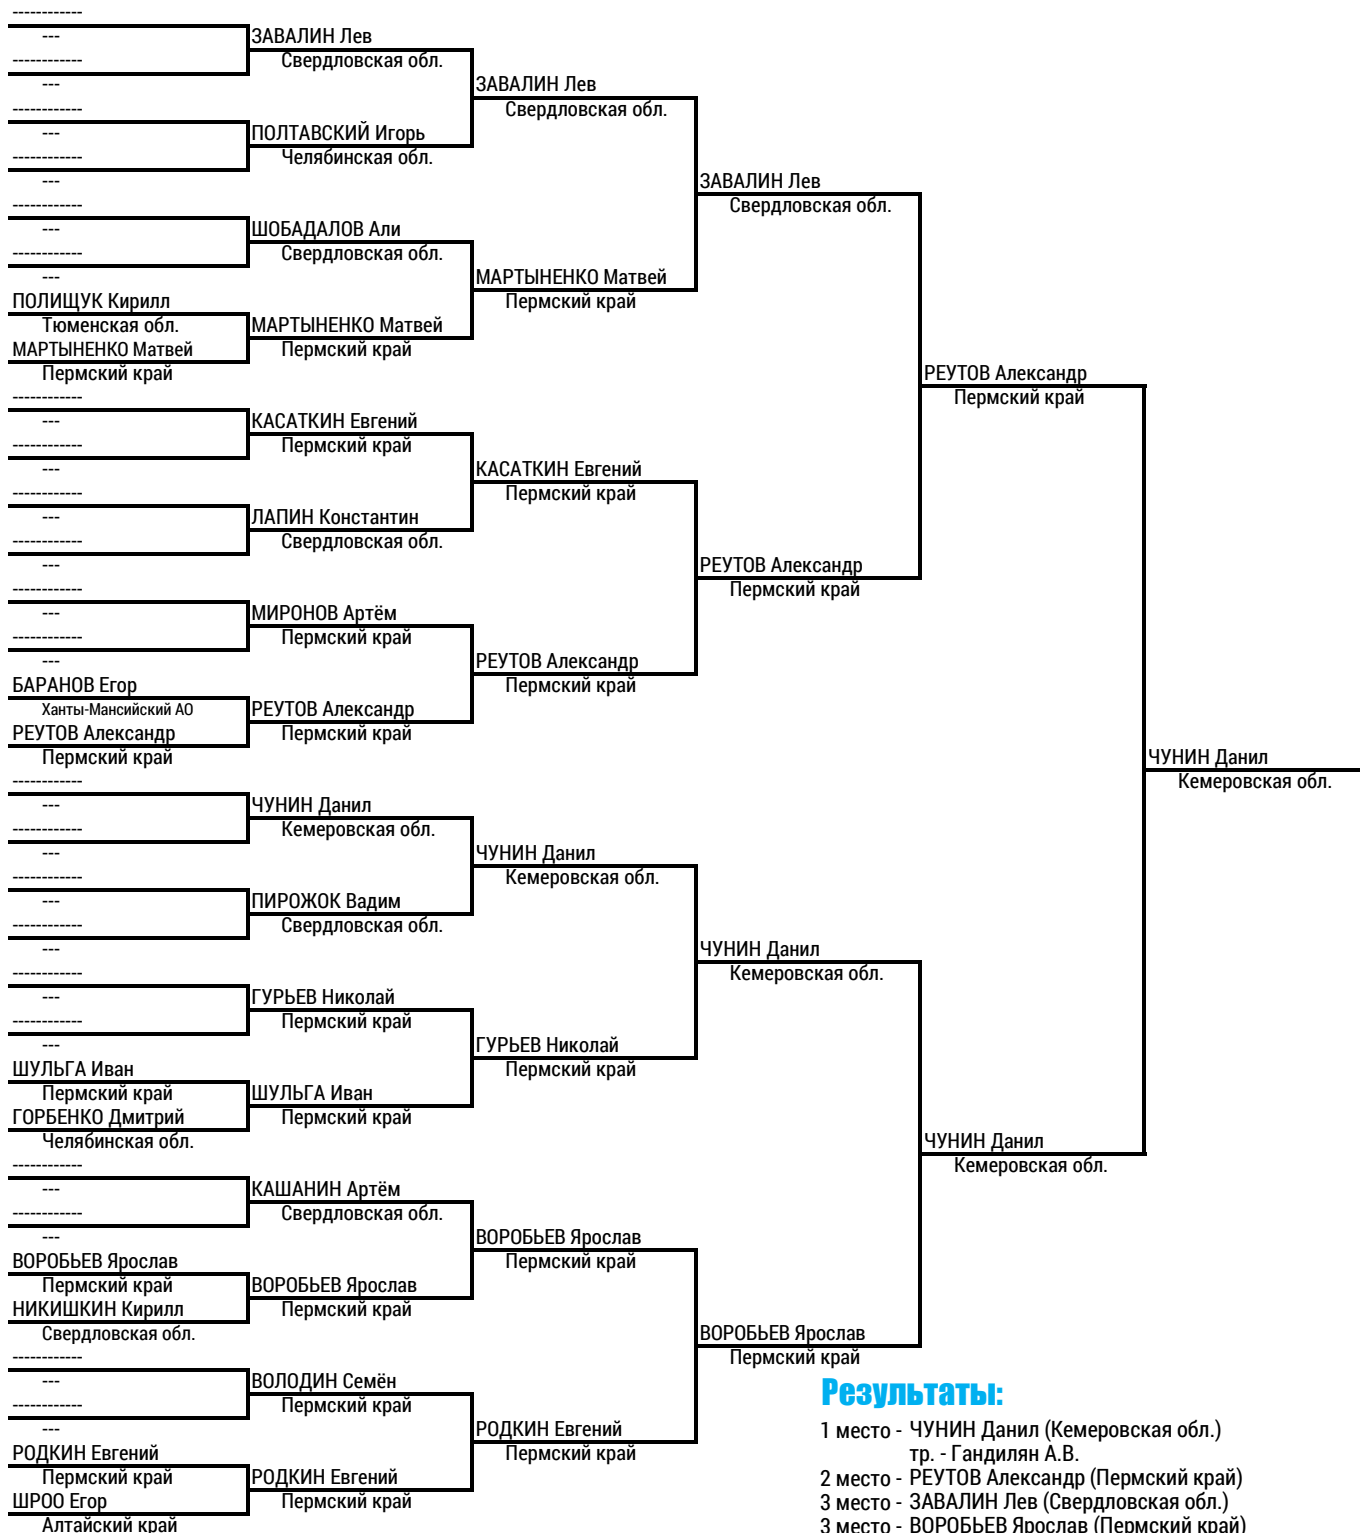 ------------
---
------------
---
------------
---
------------
---
------------
---
------------
---
ПОЛИЩУК Кирилл
Тюменская обл.
МАРТЫНЕНКО Матвей
Пермский край
------------
---
------------
---
------------
---
------------
---
------------
---
------------
---
БАРАНОВ Егор
Ханты-Мансийский АО
РЕУТОВ Александр
Пермский край
------------
---
------------
---
------------
---
------------
---
------------
---
------------
---
ШУЛЬГА Иван
Пермский край
ГОРБЕНКО Дмитрий
Челябинская обл.
------------
---
------------
---
ВОРОБЬЕВ Ярослав
Пермский край
НИКИШКИН Кирилл
Свердловская обл.
------------
---
------------
---
РОДКИН Евгений
Пермский край
ШРОО Егор
Алтайский край
ЗАВАЛИН Лев
Свердловская обл.
ПОЛТАВСКИЙ Игорь
Челябинская обл.
ШОБАДАЛОВ Али
Свердловская обл.
МАРТЫНЕНКО Матвей
Пермский край
КАСАТКИН Евгений
Пермский край
ЛАПИН Константин
Свердловская обл.
МИРОНОВ Артём
Пермский край
РЕУТОВ Александр
Пермский край
ЧУНИН Данил
Кемеровская обл.
ПИРОЖОК Вадим
Свердловская обл.
ГУРЬЕВ Николай
Пермский край
ШУЛЬГА Иван
Пермский край
КАШАНИН Артём
Свердловская обл.
ВОРОБЬЕВ Ярослав
Пермский край
ВОЛОДИН Семён
Пермский край
РОДКИН Евгений
Пермский край
ЗАВАЛИН Лев
Свердловская обл.
МАРТЫНЕНКО Матвей
Пермский край
КАСАТКИН Евгений
Пермский край
РЕУТОВ Александр
Пермский край
ЧУНИН Данил
Кемеровская обл.
ГУРЬЕВ Николай
Пермский край
ВОРОБЬЕВ Ярослав
Пермский край
РОДКИН Евгений
Пермский край
ЗАВАЛИН Лев
Свердловская обл.
РЕУТОВ Александр
Пермский край
ЧУНИН Данил
Кемеровская обл.
ВОРОБЬЕВ Ярослав
Пермский край
РЕУТОВ Александр
Пермский край
ЧУНИН Данил
Кемеровская обл.
ЧУНИН Данил
Кемеровская обл.
Результаты:
1 место - ЧУНИН Данил (Кемеровская обл.)
тр. - Гандилян А.В.
2 место - РЕУТОВ Александр (Пермский край)
3 место - ЗАВАЛИН Лев (Свердловская обл.)
3 место - ВОРОБЬЕВ Ярослав (Пермский край)